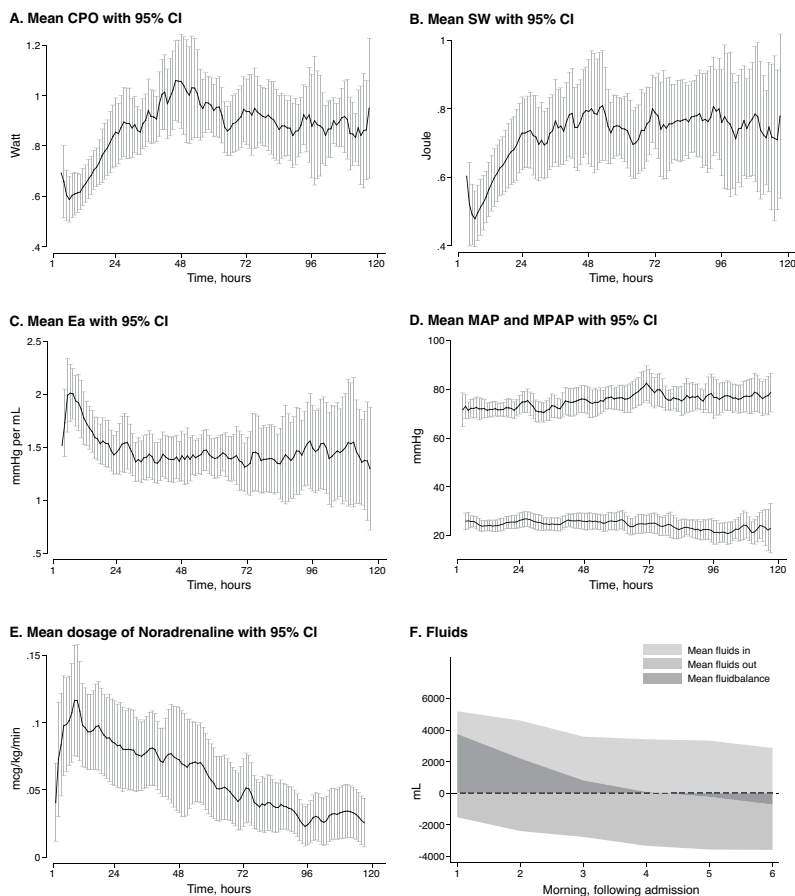 A. Mean CPO with 95% CI
1.2
1
.8
.6
.4
Watt
1 24 48 72 96 120
Time, hours
B. Mean SW with 95% CI
1
.8
.6
.4
Joule
1 24 48 72 96 120
Time, hours
C. Mean Ea with 95% CI
2.5
2
1.5
1
.5
mmHg per mL
1 24 48 72 96 120
Time, hours
D. Mean MAP and MPAP with 95% CI
100
80
60
40
20
mmHg
1 24 48 72 96 120
Time, hours
E. Mean dosage of Noradrenaline with 95% CI
.15
.1
.05
0
mcg/kg/min
1 24 48 72 96 120
Time, hours
F. Fluids
Mean fluids in
Mean fluids out
Mean fluidbalance
6000
4000
2000
0
-2000
-4000
mL
1 2 3 4 5 6
Morning, following admission